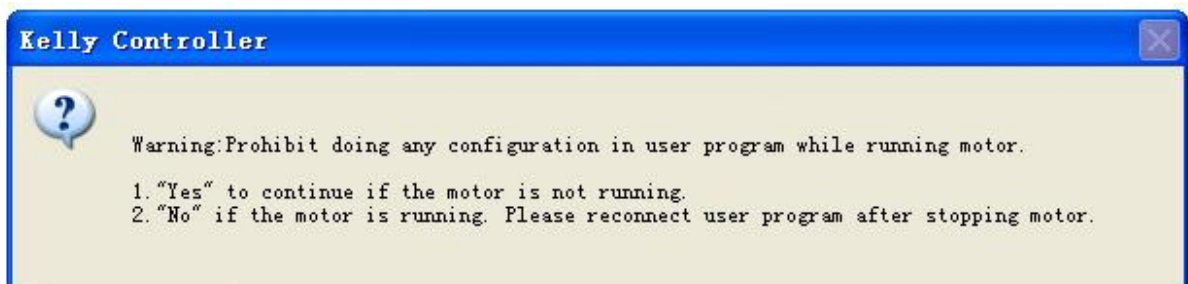 Kelly Controller
Warning:Prohibit doing any configuration in user program while running motor.
1."Yes" to continue if the motor is not running.
2."No" if the motor is running. Please reconnect user program after stopping motor.